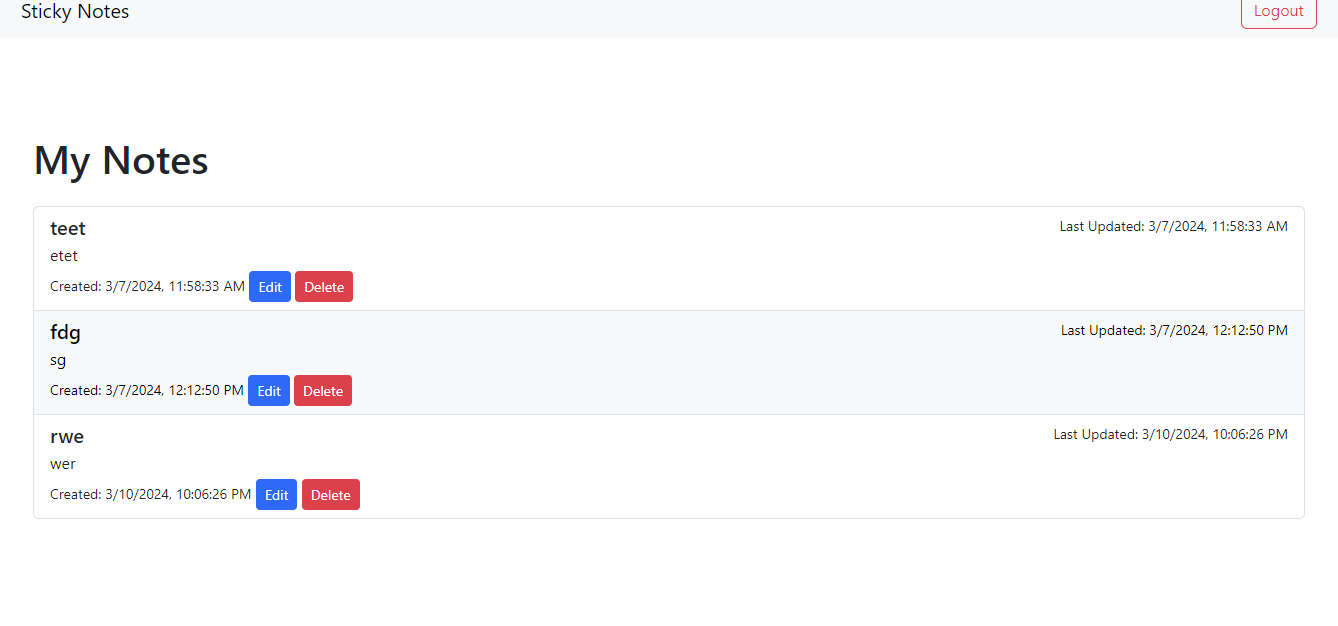 Sticky Notes
Logout
My Notes
teet
Last Updated: 3/7/2024, 11:58:33 AM
etet
Created: 3/7/2024, 11:58:33 AM Edit Delete
fdg
Last Updated: 3/7/2024, 12:12:50 PM
sg
Created: 3/7/2024, 12:12:50 PM Edit Delete
rwe
Last Updated: 3/10/2024, 10:06:26 PM
wer
Created: 3/10/2024, 10:06:26 PM Edit Delete